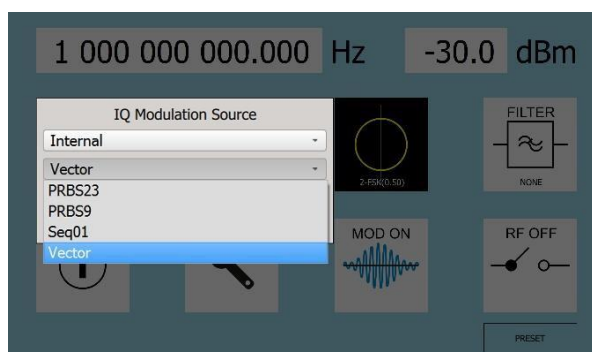 1 000 000 000.000 Hz -30.0 dBm
IQ Modulation Source
Internal
Vector
PRBS23
PRBS9
Seq01
Vector
2-FSK(0.50)
FILTER
NONE
MOD ON
RF OFF
PRESET